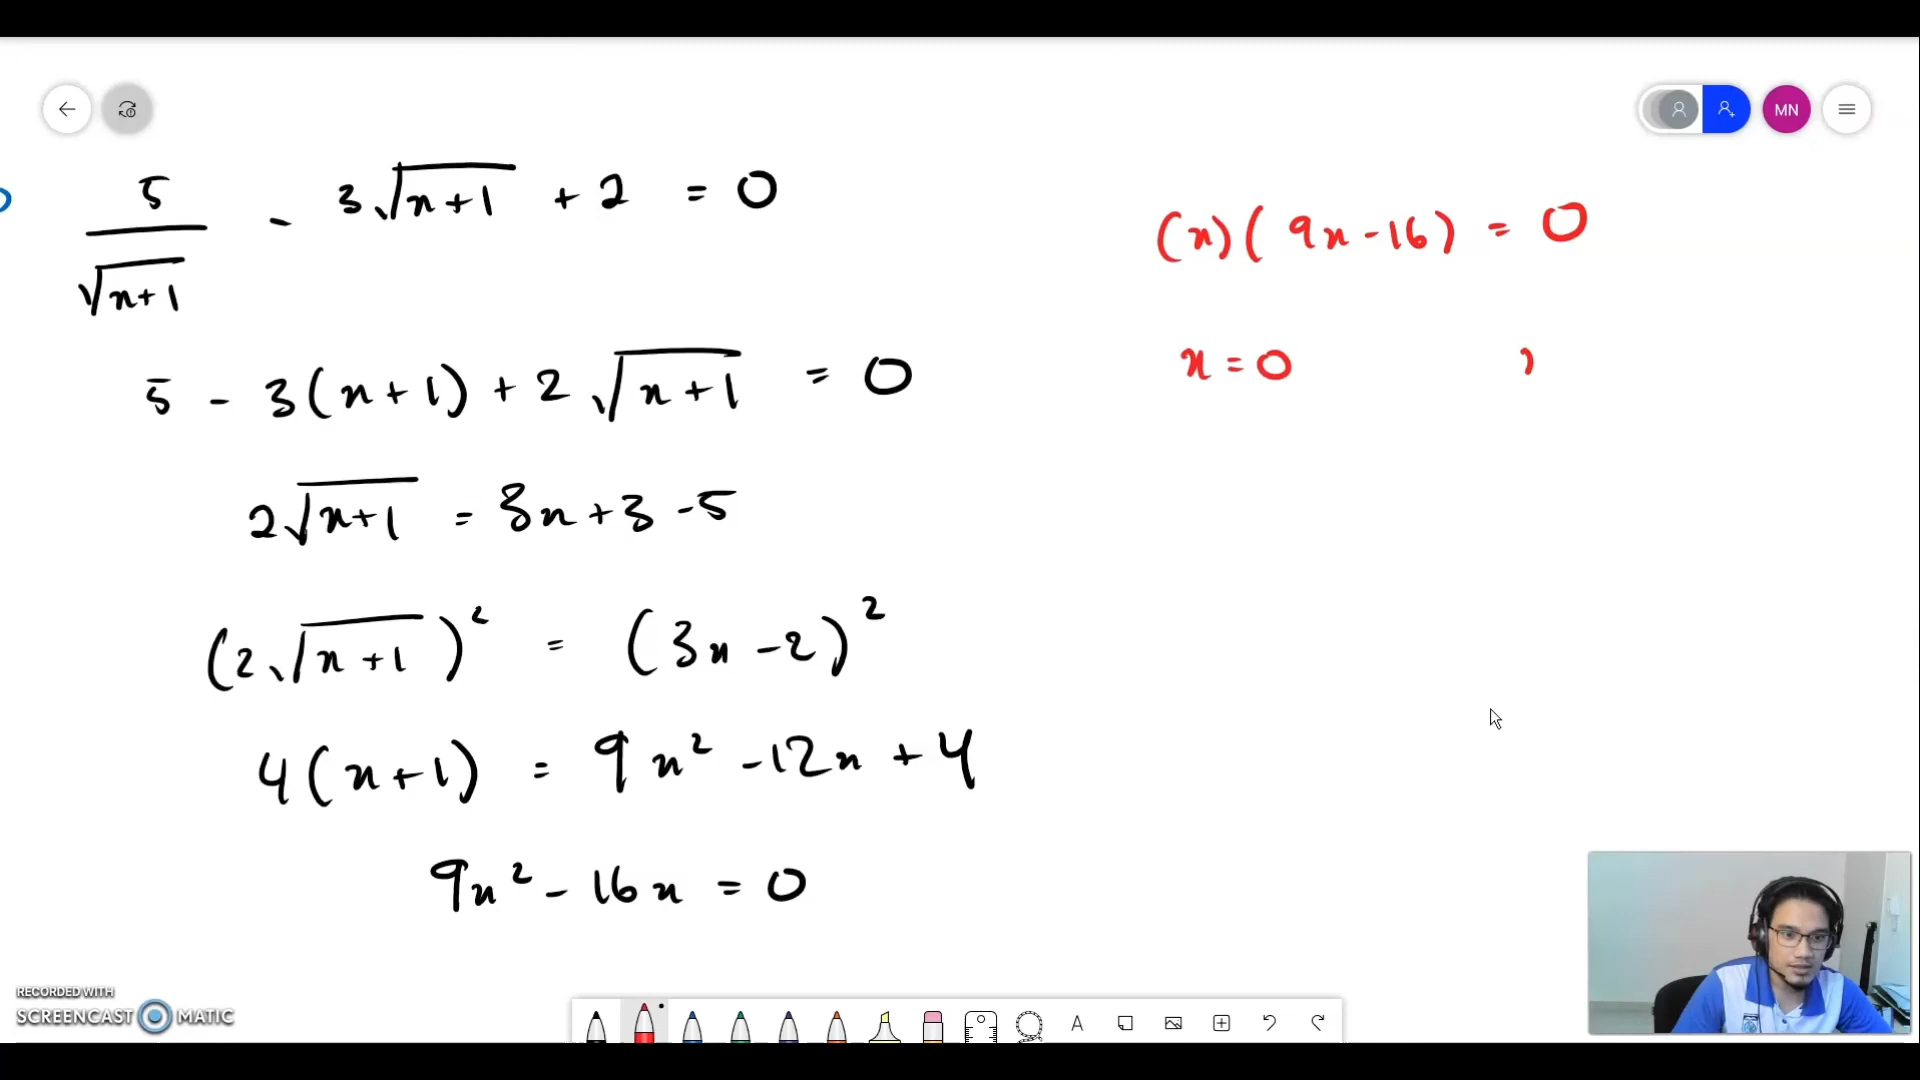 5/√(x+1) - 3√(x+1) + 2 = 0
5 - 3(x+1) + 2√(x+1) = 0
2√(x+1) = 3x+3-5
(2√(x+1))² = (3x-2)²
4(x+1) = 9x² - 12x + 4
9x² - 16x = 0
(x)(9x-16) = 0
x = 0 ,
MN
RECORDED WITH
SCREENCAST MATIC
A